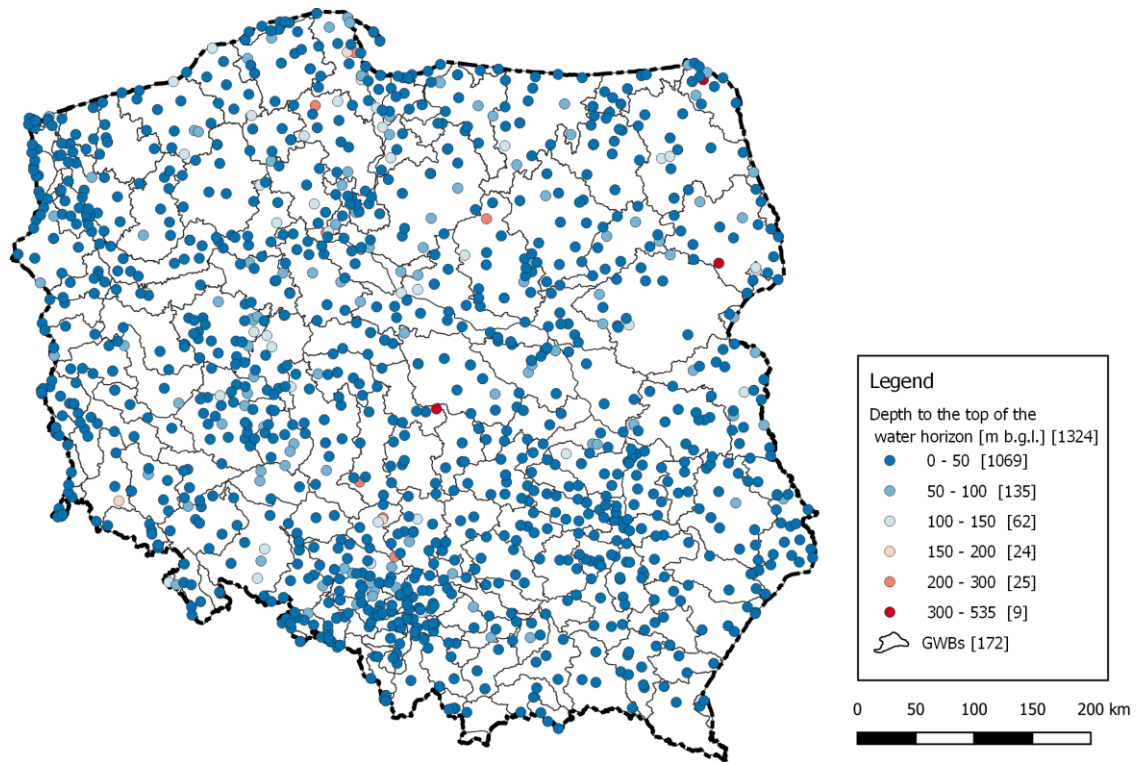 Legend
Depth to the top of the
water horizon [m b.g.l.] [1324]
0 - 50 [1069]
50 - 100 [135]
100 - 150 [62]
150 - 200 [24]
200 - 300 [25]
300 - 535 [9]
GWBs [172]
0 50 100 150 200 km